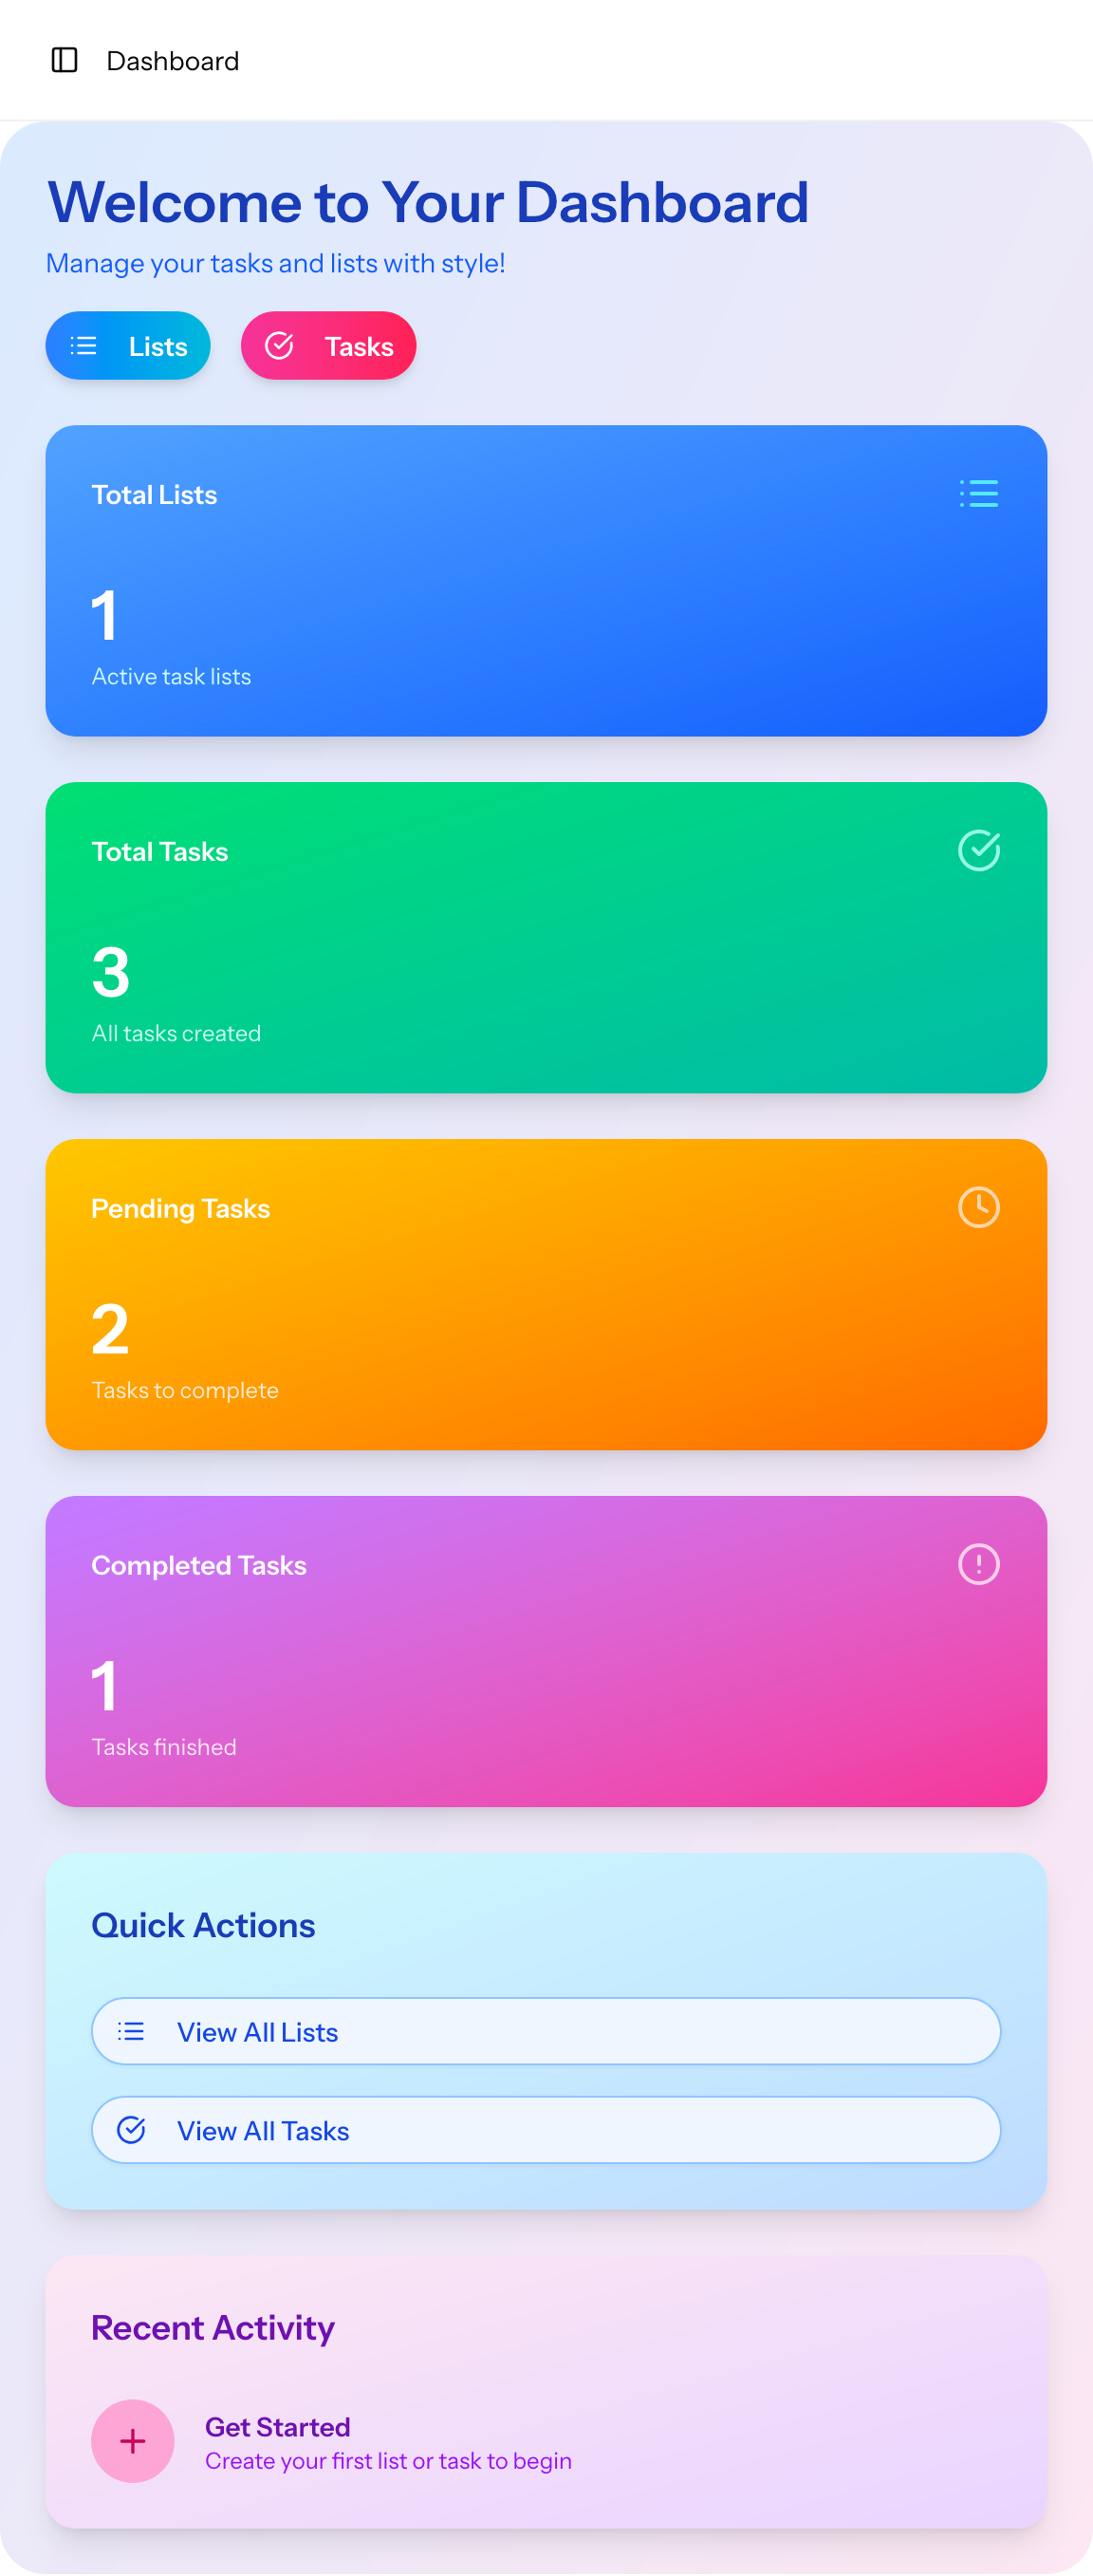 Dashboard
Welcome to Your Dashboard
Manage your tasks and lists with style!
Lists
Tasks
Total Lists
1
Active task lists
Total Tasks
3
All tasks created
Pending Tasks
2
Tasks to complete
Completed Tasks
1
Tasks finished
Quick Actions
View All Lists
View All Tasks
Recent Activity
Get Started
Create your first list or task to begin